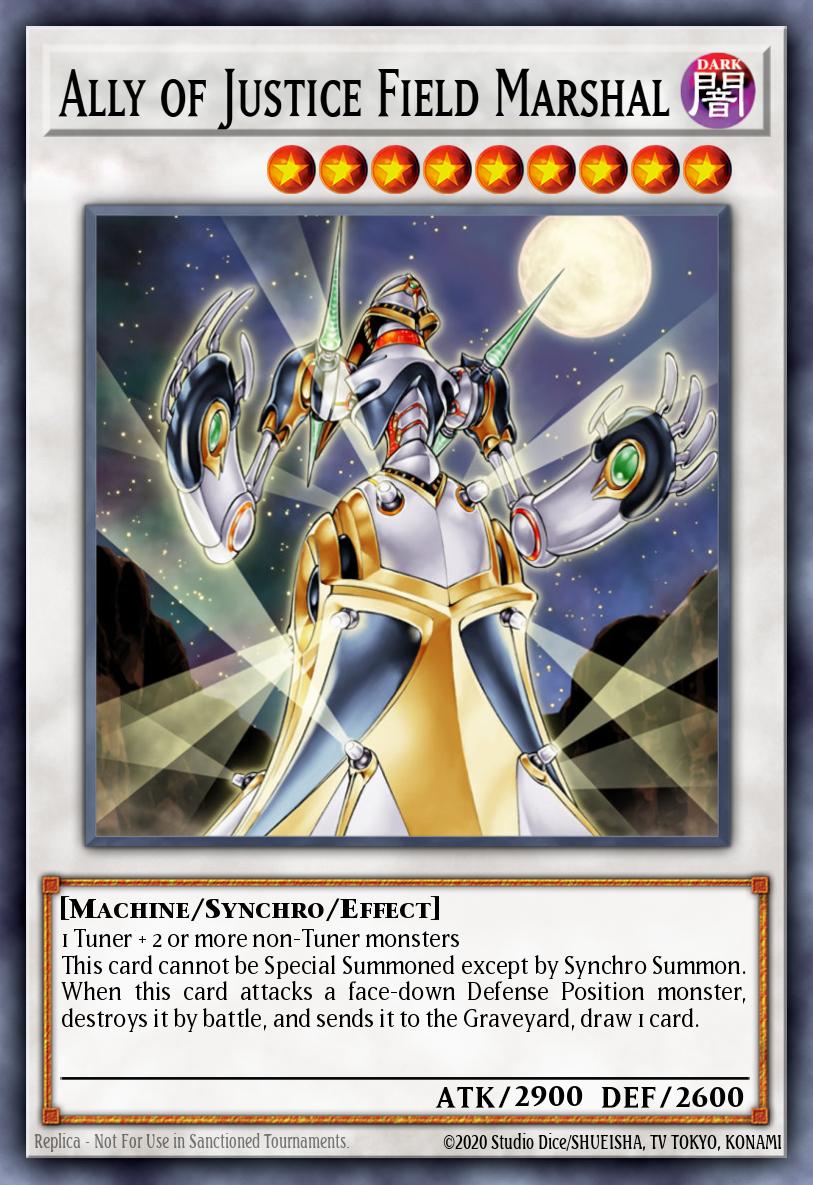 Ally of Justice Field Marshal
DARK
闇
[Machine/Synchro/Effect]
1 Tuner + 2 or more non-Tuner monsters
This card cannot be Special Summoned except by Synchro Summon.
When this card attacks a face-down Defense Position monster,
destroys it by battle, and sends it to the Graveyard, draw 1 card.
ATK/2900 DEF/2600
Replica - Not For Use in Sanctioned Tournaments.
©2020 Studio Dice/SHUEISHA, TV TOKYO, KONAMI